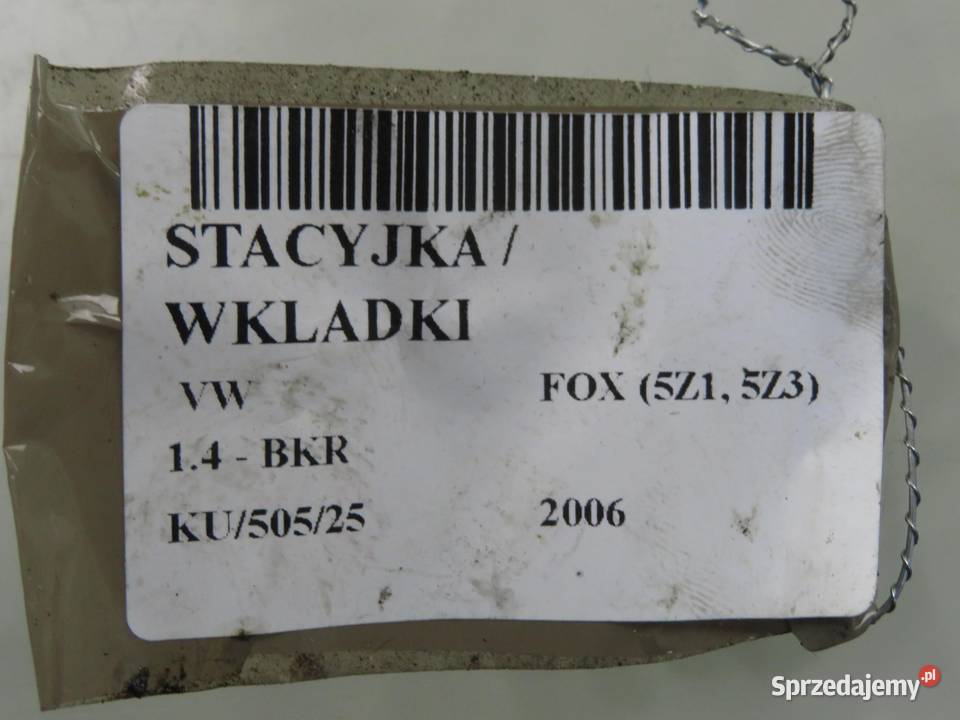 STACYJKA /
WKLADKI
VW FOX (5Z1, 5Z3)
1.4 - BKR
KU/505/25 2006
Sprzedajemy.pl